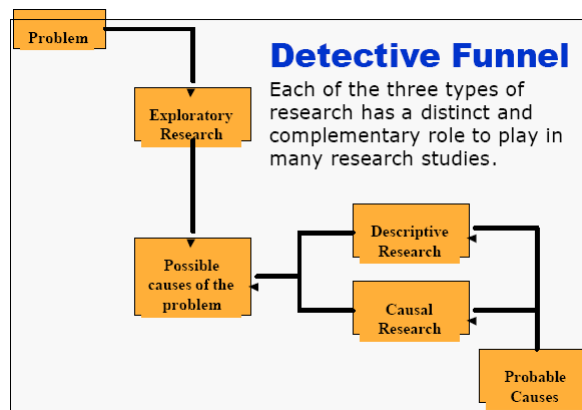 Problem
Detective Funnel
Each of the three types of
research has a distinct and
complementary role to play in
many research studies.
Exploratory
Research
Possible
causes of the
problem
Descriptive
Research
Causal
Research
Probable
Causes